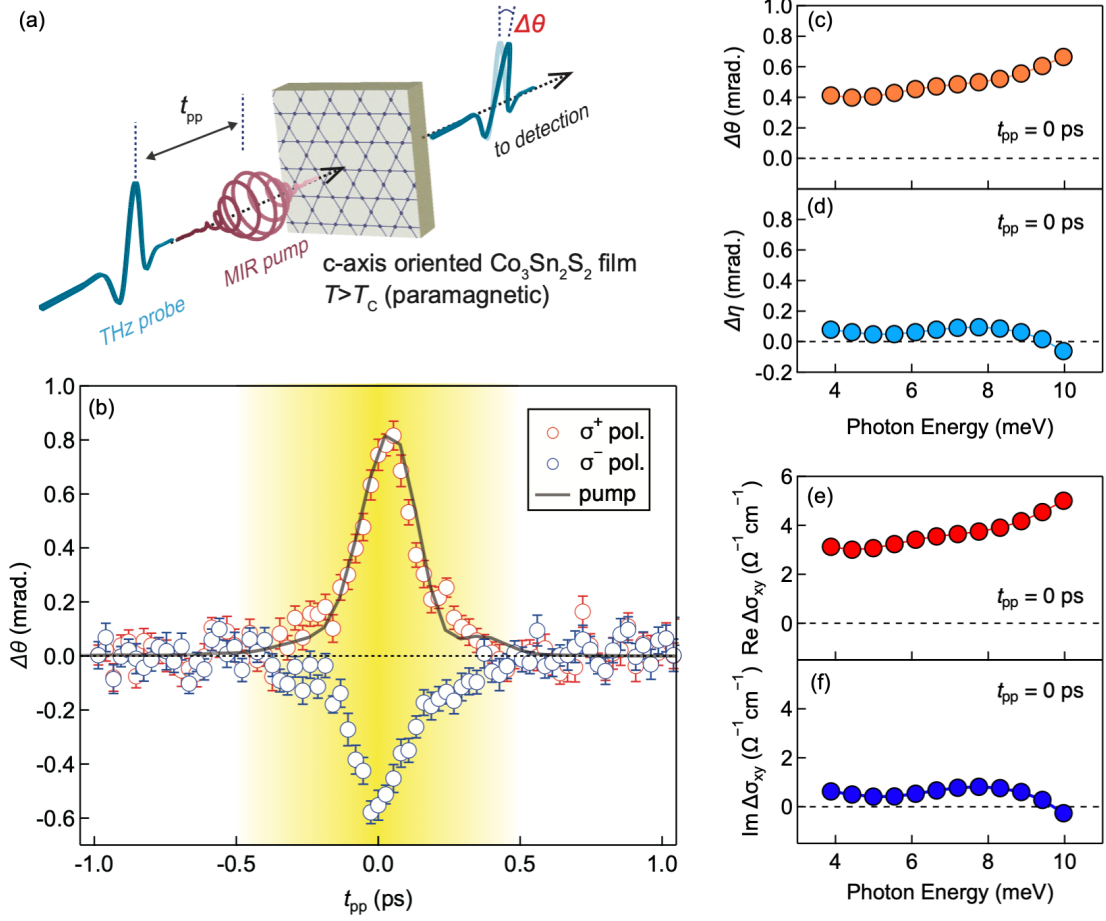 (a)
Δθ
t_pp
to detection
MIR pump
THz probe
c-axis oriented Co₃Sn₂S₂ film
T>T_C (paramagnetic)
(b)
1.0
0.8
0.6
0.4
0.2
0.0
-0.2
-0.4
-0.6
Δθ (mrad.)
σ⁺ pol.
σ⁻ pol.
pump
-1.0
-0.5
0.0
0.5
1.0
t_pp (ps)
(c)
1.0
0.8
0.6
0.4
0.2
0.0
Δθ (mrad.)
t_pp = 0 ps
(d)
1.0
0.8
0.6
0.4
0.2
0.0
-0.2
Δη (mrad.)
t_pp = 0 ps
4
6
8
10
Photon Energy (meV)
(e)
6
4
2
0
Re Δσ_xy (Ω⁻¹ cm⁻¹)
t_pp = 0 ps
(f)
4
2
0
Im Δσ_xy (Ω⁻¹ cm⁻¹)
t_pp = 0 ps
4
6
8
10
Photon Energy (meV)